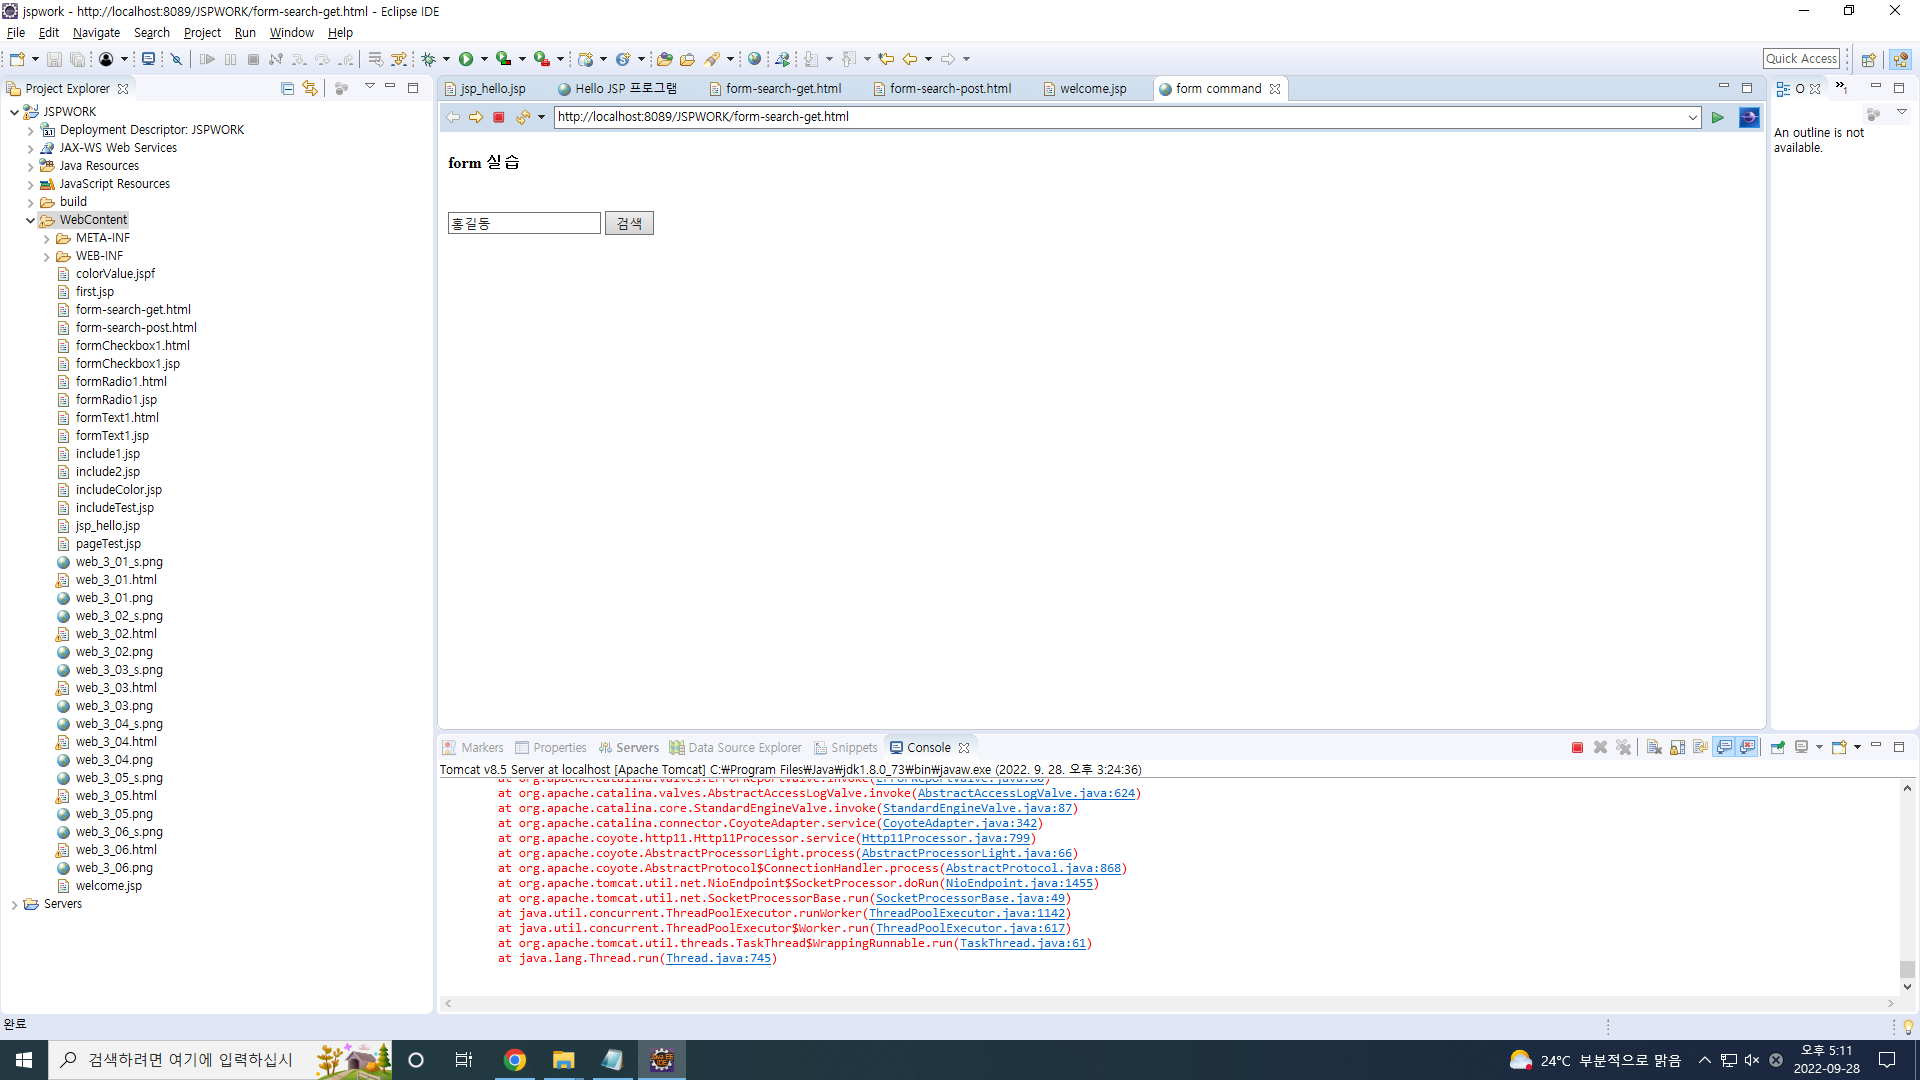 jspwork - http://localhost:8089/JSPWORK/form-search-get.html - Eclipse IDE
File Edit Navigate Search Project Run Window Help
Quick Access
Project Explorer
JSPWORK
Deployment Descriptor: JSPWORK
JAX-WS Web Services
Java Resources
JavaScript Resources
build
WebContent
META-INF
WEB-INF
colorValue.jspf
first.jsp
form-search-get.html
form-search-post.html
formCheckbox1.html
formCheckbox1.jsp
formRadio1.html
formRadio1.jsp
formText1.html
formText1.jsp
include1.jsp
include2.jsp
includeColor.jsp
includeTest.jsp
jsp_hello.jsp
pageTest.jsp
web_3_01_s.png
web_3_01.html
web_3_01.png
web_3_02_s.png
web_3_02.html
web_3_02.png
web_3_03_s.png
web_3_03.html
web_3_03.png
web_3_04_s.png
web_3_04.html
web_3_04.png
web_3_05_s.png
web_3_05.html
web_3_05.png
web_3_06_s.png
web_3_06.html
web_3_06.png
welcome.jsp
Servers
jsp_hello.jsp Hello JSP 프로그램 form-search-get.html form-search-post.html welcome.jsp form command
http://localhost:8089/JSPWORK/form-search-get.html
form 실습
홍길동 검색
O
An outline is not
available.
Markers Properties Servers Data Source Explorer Snippets Console
Tomcat v8.5 Server at localhost [Apache Tomcat] C:₩Program Files₩Java₩jdk1.8.0_73₩bin₩javaw.exe (2022. 9. 28. 오후 3:24:36)
at org.apache.catalina.valves.AbstractAccessLogValve.invoke(AbstractAccessLogValve.java:624)
at org.apache.catalina.core.StandardEngineValve.invoke(StandardEngineValve.java:87)
at org.apache.catalina.connector.CoyoteAdapter.service(CoyoteAdapter.java:342)
at org.apache.coyote.http11.Http11Processor.service(Http11Processor.java:799)
at org.apache.coyote.AbstractProcessorLight.process(AbstractProcessorLight.java:66)
at org.apache.coyote.AbstractProtocol$ConnectionHandler.process(AbstractProtocol.java:868)
at org.apache.tomcat.util.net.NioEndpoint$SocketProcessor.doRun(NioEndpoint.java:1455)
at org.apache.tomcat.util.net.SocketProcessorBase.run(SocketProcessorBase.java:49)
at java.util.concurrent.ThreadPoolExecutor.runWorker(ThreadPoolExecutor.java:1142)
at java.util.concurrent.ThreadPoolExecutor$Worker.run(ThreadPoolExecutor.java:617)
at org.apache.tomcat.util.threads.TaskThread$WrappingRunnable.run(TaskThread.java:61)
at java.lang.Thread.run(Thread.java:745)
완료
검색하려면 여기에 입력하십시
24℃ 부분적으로 맑음
오후 5:11
2022-09-28